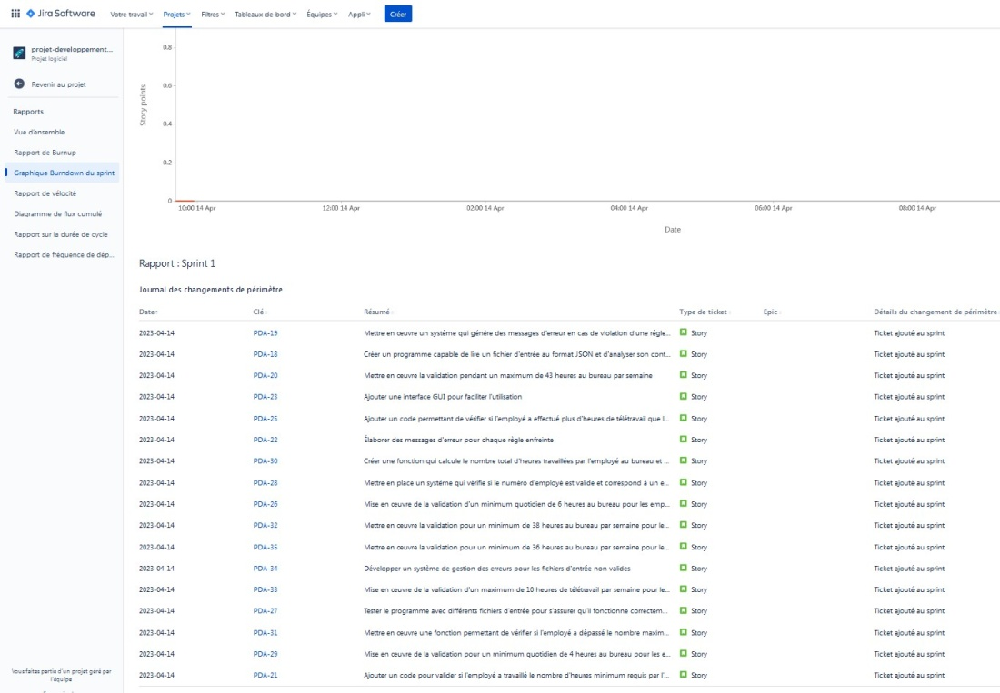 Jira Software
Votre travail
Projets
Filtres
Tableaux de bord
Équipes
Appli
Créer
projet-developpement...
Projet logiciel
Revenir au projet
Rapports
Vue d'ensemble
Rapport de Burnup
Graphique Burndown du sprint
Rapport de vélocité
Diagramme de flux cumulé
Rapport sur la durée de cycle
Rapport de fréquence de dép...
Vous faites partie d'un projet géré par
l'équipe
Story points
0.8
0.6
0.4
0.2
0
10:00 14 Apr 12:00 14 Apr 02:00 14 Apr 04:00 14 Apr 06:00 14 Apr 08:00 14 Apr
Date
Rapport : Sprint 1
Journal des changements de périmètre
Date Clé Résumé Type de ticket Epic Détails du changement de périmètre
2023-04-14 PDA-19 Mettre en œuvre un système qui génère des messages d'erreur en cas de violation d'une règle... Story Ticket ajouté au sprint
2023-04-14 PDA-18 Créer un programme capable de lire un fichier d'entrée au format JSON et d'analyser son cont... Story Ticket ajouté au sprint
2023-04-14 PDA-20 Mettre en œuvre la validation pendant un maximum de 43 heures au bureau par semaine Story Ticket ajouté au sprint
2023-04-14 PDA-23 Ajouter une interface GUI pour faciliter l'utilisation Story Ticket ajouté au sprint
2023-04-14 PDA-25 Ajouter un code permettant de vérifier si l'employé a effectué plus d'heures de télétravail que l... Story Ticket ajouté au sprint
2023-04-14 PDA-22 Élaborer des messages d'erreur pour chaque règle enfreinte Story Ticket ajouté au sprint
2023-04-14 PDA-30 Créer une fonction qui calcule le nombre total d'heures travaillées par l'employé au bureau et ... Story Ticket ajouté au sprint
2023-04-14 PDA-28 Mettre en place un système qui vérifie si le numéro d'employé est valide et correspond à un e... Story Ticket ajouté au sprint
2023-04-14 PDA-26 Mise en œuvre de la validation d'un minimum quotidien de 6 heures au bureau pour les emp... Story Ticket ajouté au sprint
2023-04-14 PDA-32 Mettre en œuvre la validation pour un minimum de 38 heures au bureau par semaine pour le... Story Ticket ajouté au sprint
2023-04-14 PDA-35 Mettre en œuvre la validation pour un minimum de 36 heures au bureau par semaine pour le... Story Ticket ajouté au sprint
2023-04-14 PDA-34 Développer un système de gestion des erreurs pour les fichiers d'entrée non valides Story Ticket ajouté au sprint
2023-04-14 PDA-33 Mise en œuvre de la validation d'un maximum de 10 heures de télétravail par semaine pour le... Story Ticket ajouté au sprint
2023-04-14 PDA-27 Tester le programme avec différents fichiers d'entrée pour s'assurer qu'il fonctionne correctem... Story Ticket ajouté au sprint
2023-04-14 PDA-31 Mettre en œuvre une fonction permettant de vérifier si l'employé a dépassé le nombre maxim... Story Ticket ajouté au sprint
2023-04-14 PDA-29 Mise en œuvre de la validation pour un minimum quotidien de 4 heures au bureau pour les e... Story Ticket ajouté au sprint
2023-04-14 PDA-21 Ajouter un code pour valider si l'employé a travaillé le nombre d'heures minimum requis par l'... Story Ticket ajouté au sprint